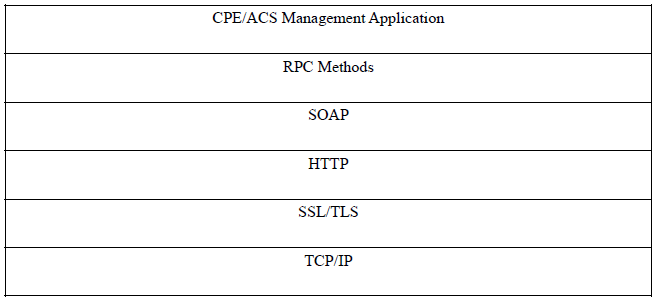 CPE/ACS Management Application
RPC Methods
SOAP
HTTP
SSL/TLS
TCP/IP